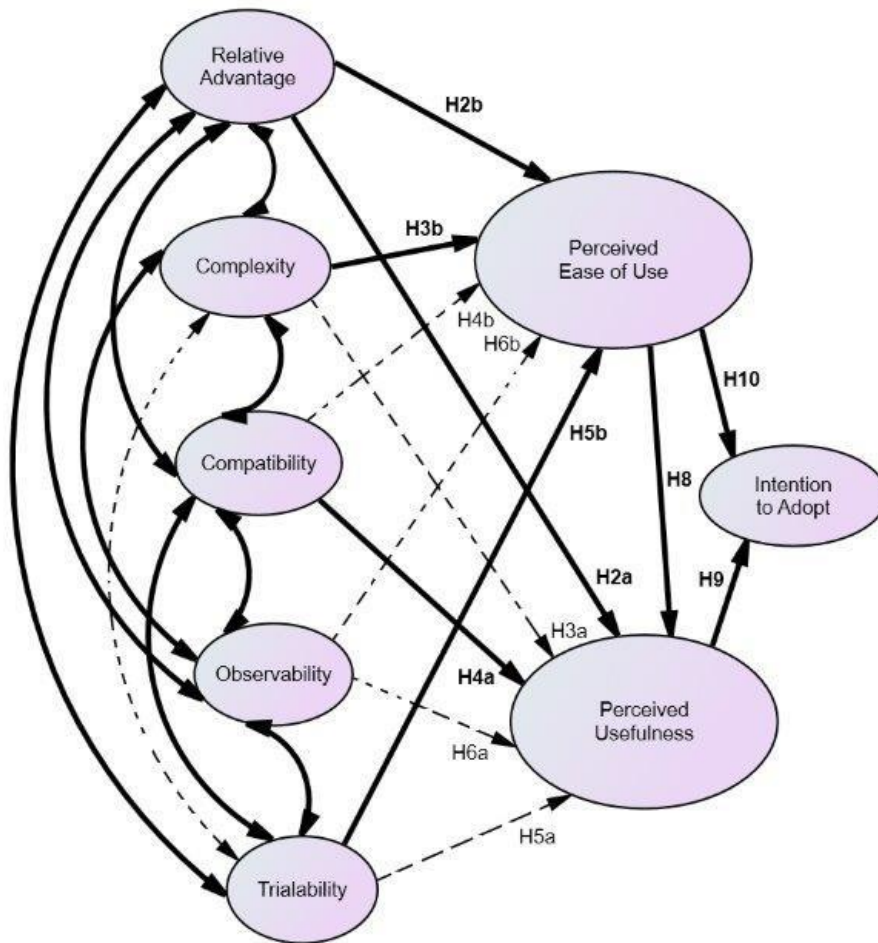 Relative
Advantage
H2b
Complexity
H3b
Perceived
Ease of Use
H4b
H6b
H10
Compatibility
H5b
H8
Intention
to Adopt
H2a
H9
H3a
Observability
H4a
Perceived
Usefulness
H6a
H5a
Trialability